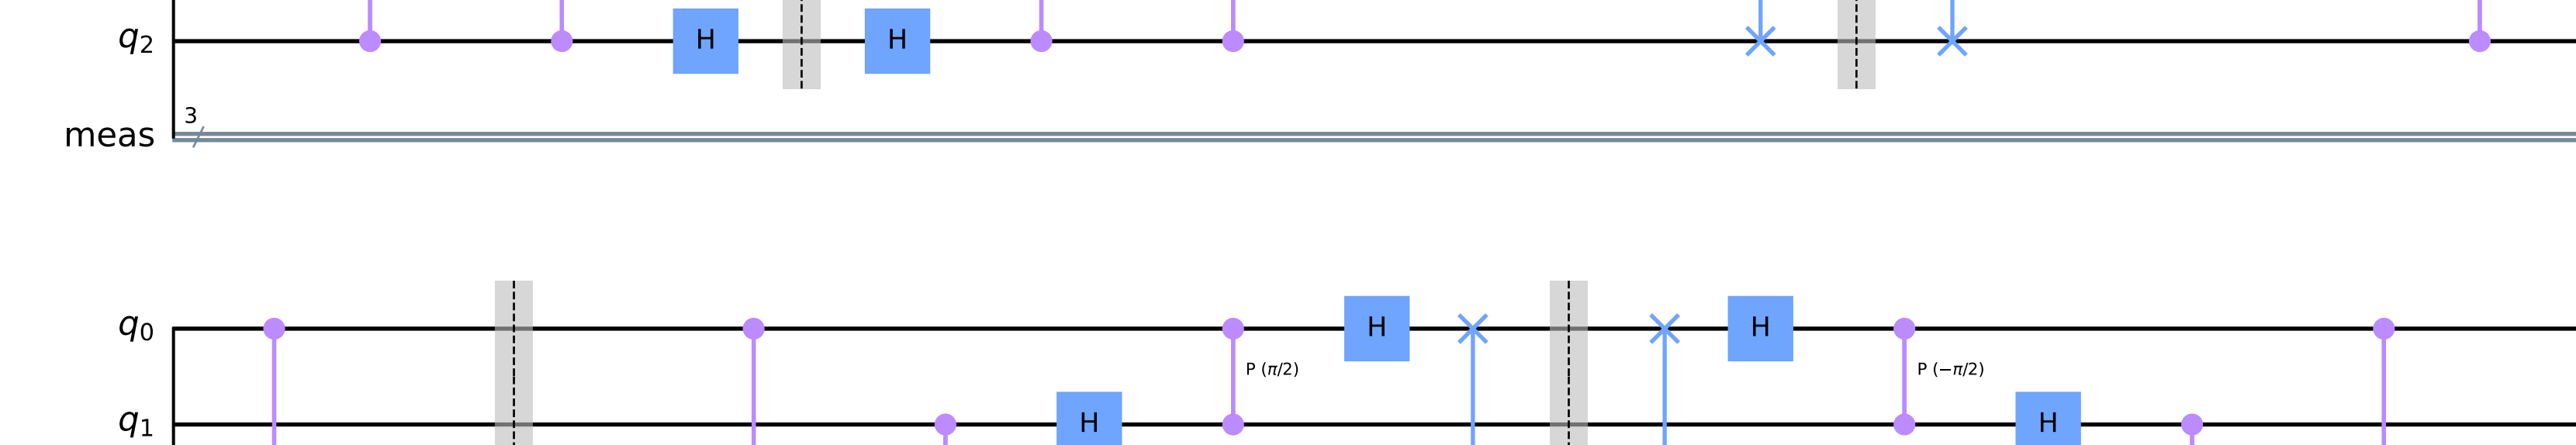 q2 H H
3
meas
q0 H H
P (π/2) P (−π/2)
q1 H H